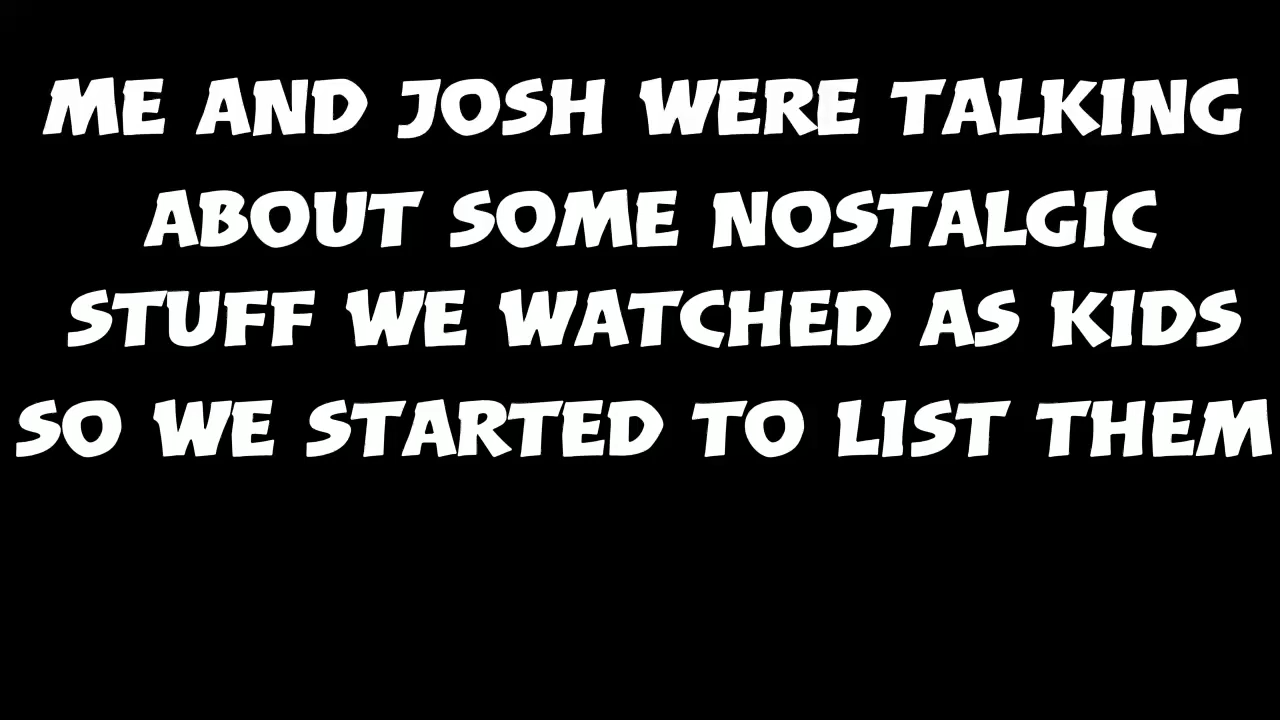 ME AND JOSH WERE TALKING
ABOUT SOME NOSTALGIC
STUFF WE WATCHED AS KIDS
SO WE STARTED TO LIST THEM